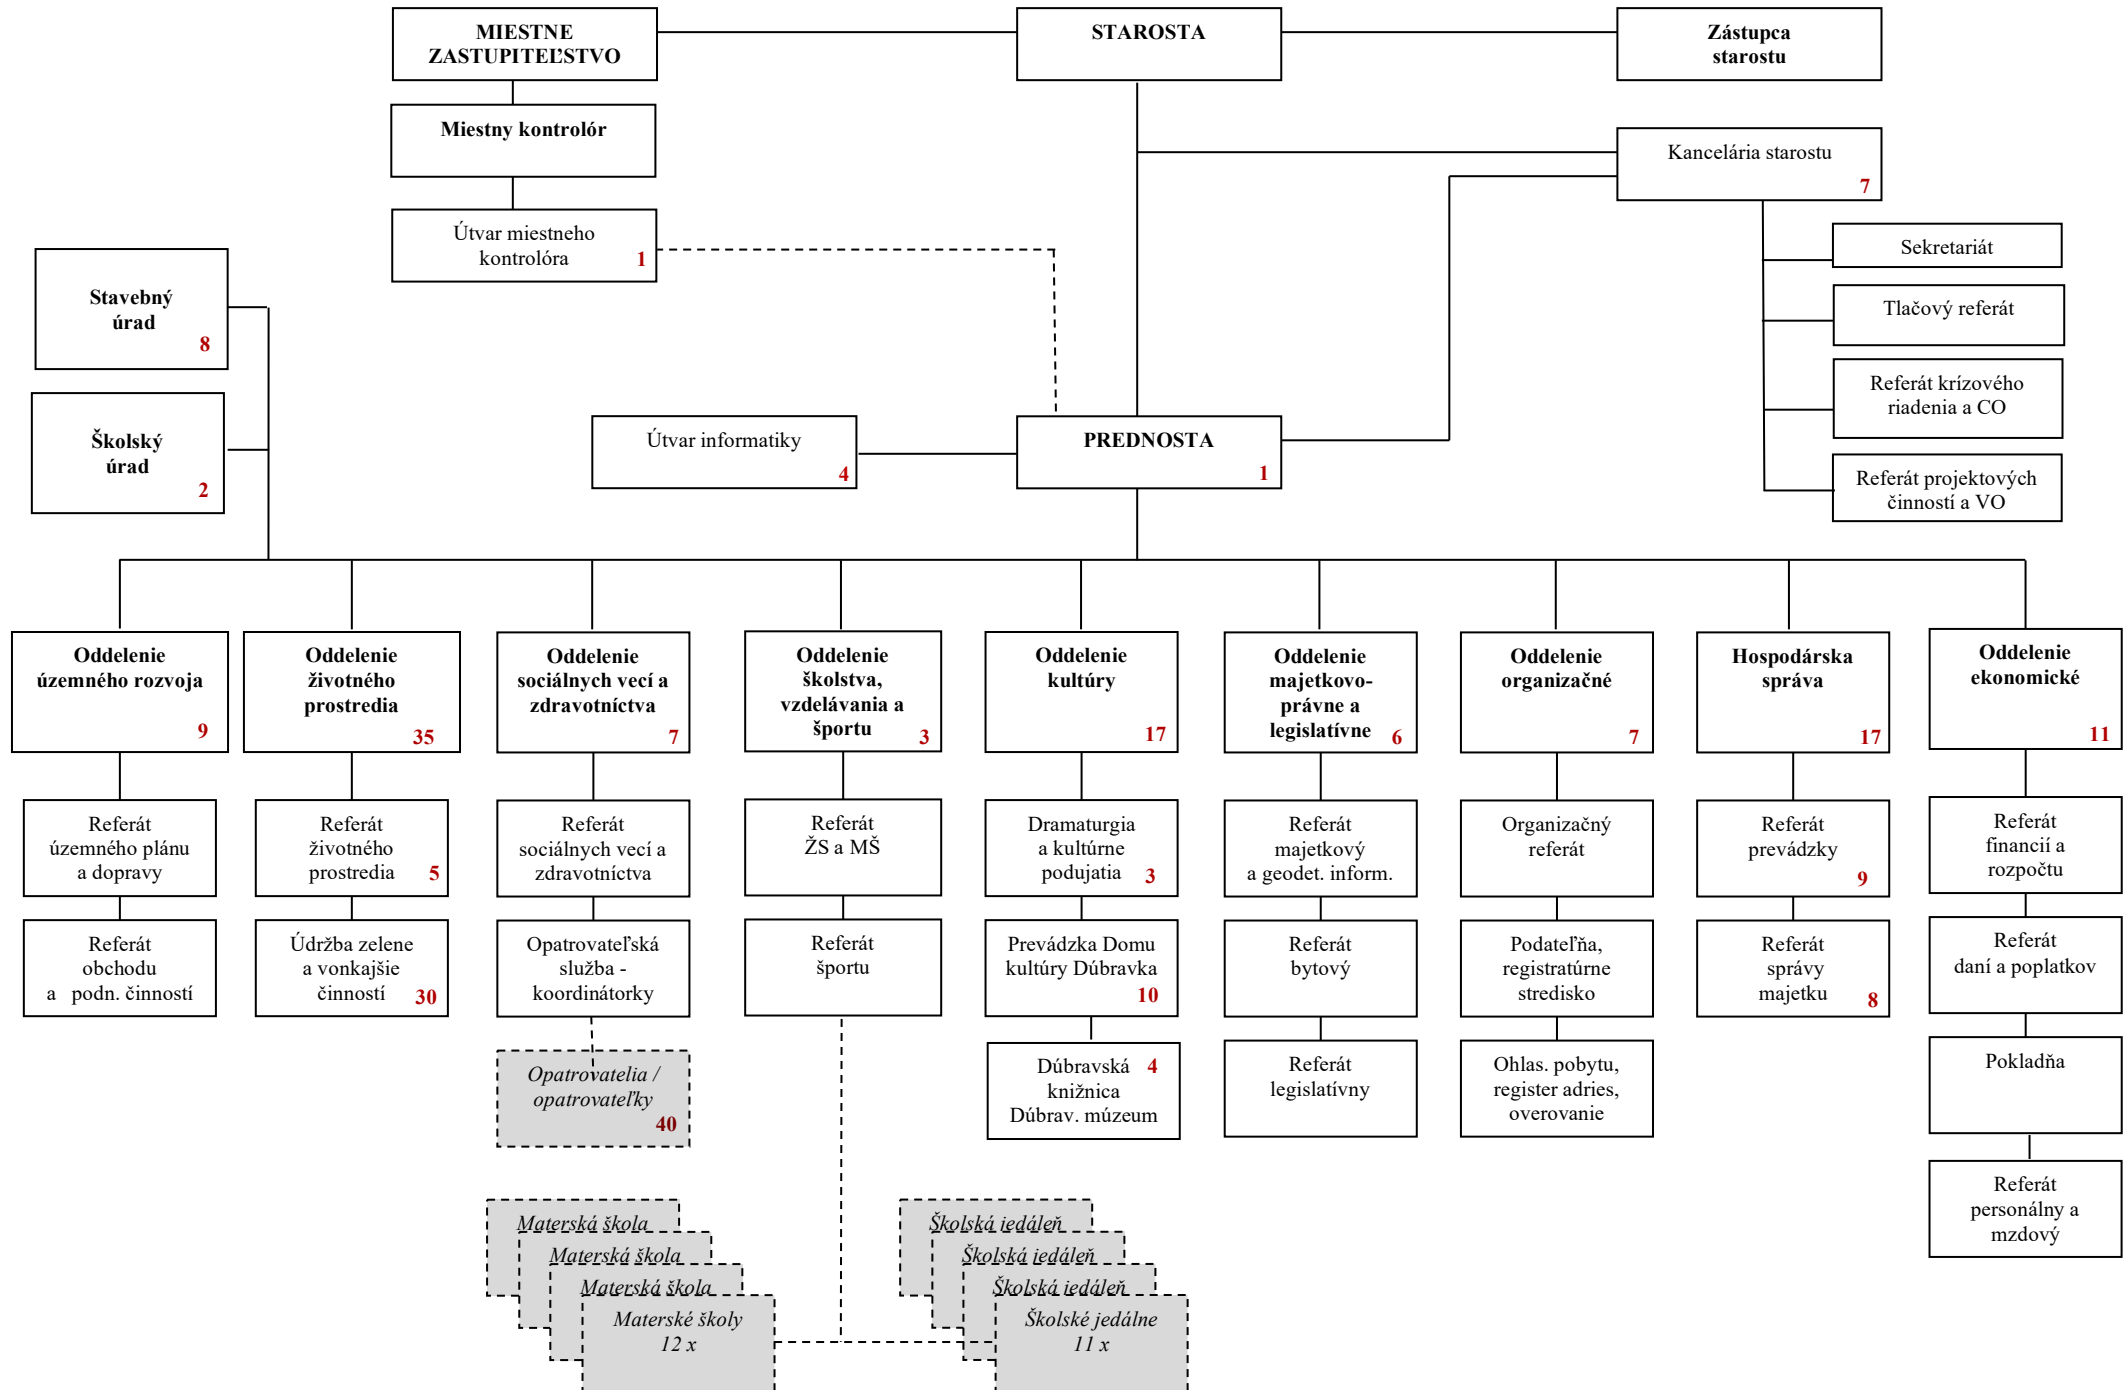 MIESTNE
ZASTUPITEĽSTVO
STAROSTA
Zástupca
starostu
Miestny kontrolór
Kancelária starostu
7
Útvar miestneho
kontrolóra
1
Sekretariát
Tlačový referát
Referát krízového
riadenia a CO
Referát projektových
činností a VO
Stavebný
úrad
8
Školský
úrad
2
Útvar informatiky
4
PREDNOSTA
1
Oddelenie
územného rozvoja
9
Oddelenie
životného
prostredia
35
Oddelenie
sociálnych vecí a
zdravotníctva
7
Oddelenie
školstva,
vzdelávania a
športu 3
Oddelenie
kultúry
17
Oddelenie
majetkovo-
právne a
legislatívne 6
Oddelenie
organizačné
7
Hospodárska
správa
17
Oddelenie
ekonomické
11
Referát
územného plánu
a dopravy
Referát
životného
prostredia 5
Referát
sociálnych vecí a
zdravotníctva
Referát
ŽS a MŠ
Dramaturgia
a kultúrne
podujatia 3
Referát
majetkový
a geodet. inform.
Organizačný
referát
Referát
prevádzky
9
Referát
financií a
rozpočtu
Referát
obchodu
a podn. činností
Údržba zelene
a vonkajšie
činností 30
Opatrovateľská
služba -
koordinátorky
Referát
športu
Prevádzka Domu
kultúry Dúbravka
10
Referát
bytový
Podateľňa,
registratúrne
stredisko
Referát
správy
majetku 8
Referát
daní a poplatkov
Opatrovatelia /
opatrovateľky
40
Dúbravská 4
knižnica
Dúbrav. múzeum
Referát
legislatívny
Ohlas. pobytu,
register adries,
overovanie
Pokladňa
Referát
personálny a
mzdový
Materská škola
Materská škola
Materská škola
Materské školy
12 x
Školská jedáleň
Školská jedáleň
Školská jedáleň
Školské jedálne
11 x